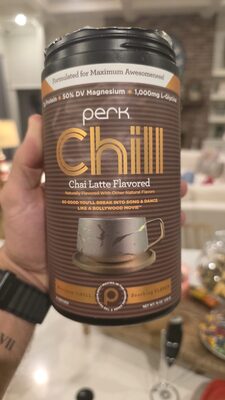 Formulated for Maximum Awesomeness!
Protein • 50% DV Magnesium • 1,000mg L-Glycine
perk
Chill
Chai Latte Flavored
Naturally Flavored With Other Natural Flavors
SO GOOD YOU'LL BREAK INTO SONG & DANCE
LIKE A BOLLYWOOD MOVIE™